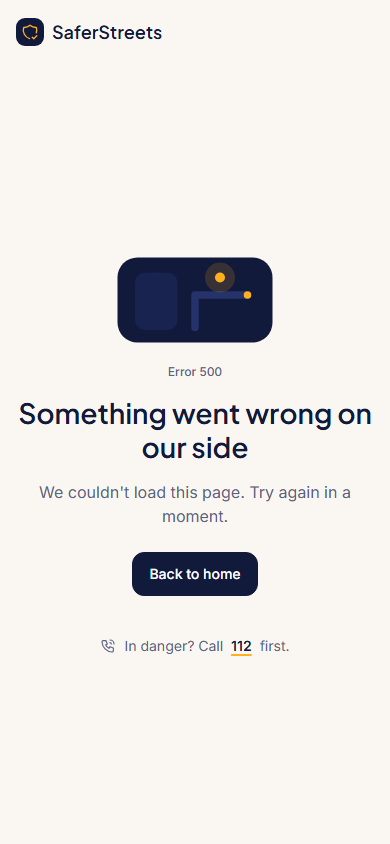 SaferStreets
Error 500
Something went wrong on
our side
We couldn't load this page. Try again in a
moment.
Back to home
In danger? Call 112 first.